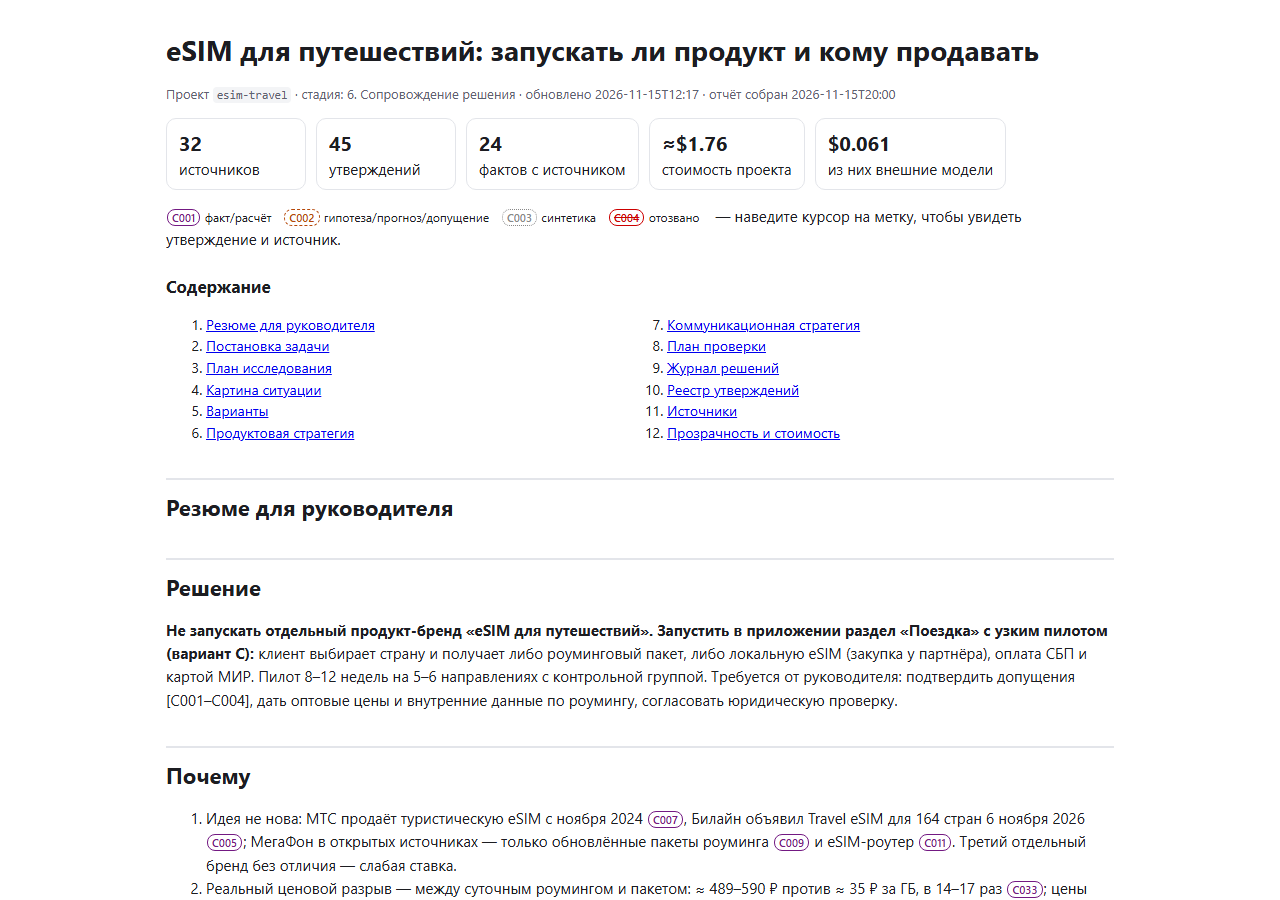 eSIM для путешествий: запускать ли продукт и кому продавать
Проект esim-travel · стадия: 6. Сопровождение решения · обновлено 2026-11-15T12:17 · отчёт собран 2026-11-15T20:00
32
источников
45
утверждений
24
фактов с источником
≈$1.76
стоимость проекта
$0.061
из них внешние модели
C001 факт/расчёт C002 гипотеза/прогноз/допущение C003 синтетика C004 отозвано — наведите курсор на метку, чтобы увидеть
утверждение и источник.
Содержание
1. Резюме для руководителя
2. Постановка задачи
3. План исследования
4. Картина ситуации
5. Варианты
6. Продуктовая стратегия
7. Коммуникационная стратегия
8. План проверки
9. Журнал решений
10. Реестр утверждений
11. Источники
12. Прозрачность и стоимость
Резюме для руководителя
Решение
Не запускать отдельный продукт-бренд «eSIM для путешествий». Запустить в приложении раздел «Поездка» с узким пилотом
(вариант C): клиент выбирает страну и получает либо роуминговый пакет, либо локальную eSIM (закупка у партнёра), оплата СБП и
картой МИР. Пилот 8–12 недель на 5–6 направлениях с контрольной группой. Требуется от руководителя: подтвердить допущения
[C001–C004], дать оптовые цены и внутренние данные по роумингу, согласовать юридическую проверку.
Почему
1. Идея не нова: МТС продаёт туристическую eSIM с ноября 2024 C007, Билайн объявил Travel eSIM для 164 стран 6 ноября 2026
C005; МегаФон в открытых источниках — только обновлённые пакеты роуминга C009 и eSIM-роутер C011. Третий отдельный
бренд без отличия — слабая ставка.
2. Реальный ценовой разрыв — между суточным роумингом и пакетом: ≈ 489–590 ₽ против ≈ 35 ₽ за ГБ, в 14–17 раз C033; цены